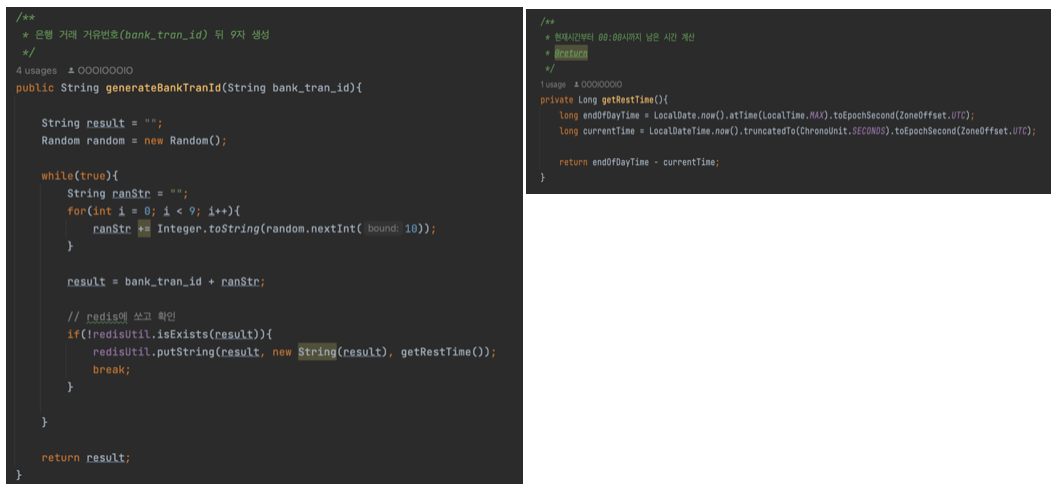 /**
 * 은행 거래 거유번호(bank_tran_id) 뒤 9자 생성
 */
4 usages OOOIOOOIO
public String generateBankTranId(String bank_tran_id){
String result = "";
Random random = new Random();
while(true){
String ranStr = "";
for(int i = 0; i < 9; i++){
ranStr += Integer.toString(random.nextInt( bound: 10));
}
result = bank_tran_id + ranStr;
// redis에 쓰고 확인
if(!redisUtil.isExists(result)){
redisUtil.putString(result, new String(result), getRestTime());
break;
}
}
return result;
}
/**
 * 현재시간부터 00:00시까지 남은 시간 계산
 * @return
 */
1 usage OOOIOOOIO
private Long getRestTime(){
long endOfDayTime = LocalDate.now().atTime(LocalTime.MAX).toEpochSecond(ZoneOffset.UTC);
long currentTime = LocalDateTime.now().truncatedTo(ChronoUnit.SECONDS).toEpochSecond(ZoneOffset.UTC);
return endOfDayTime - currentTime;
}